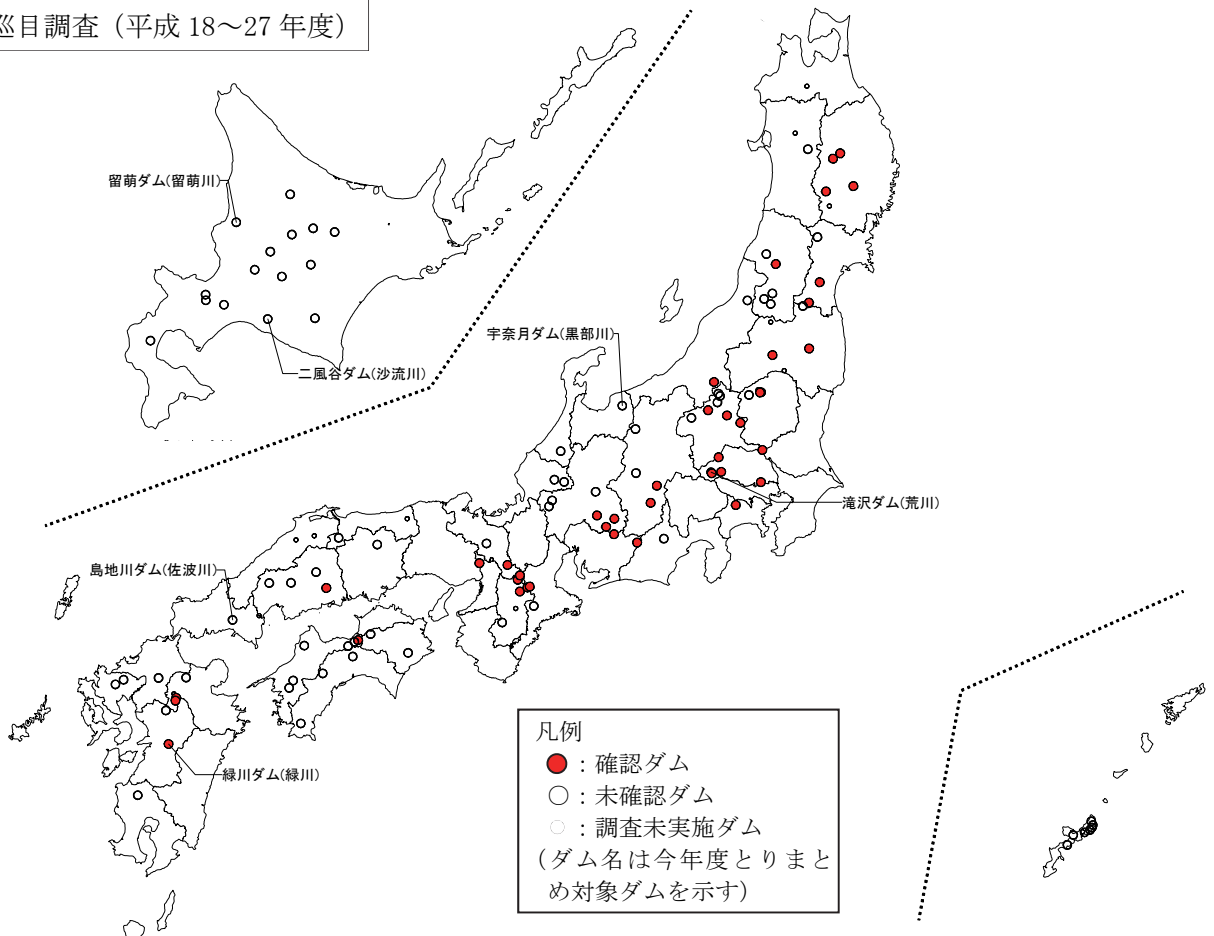 巡目調査（平成 18～27 年度）
留萌ダム(留萌川)
二風谷ダム(沙流川)
宇奈月ダム(黒部川)
滝沢ダム(荒川)
島地川ダム(佐波川)
緑川ダム(緑川)
凡例
：確認ダム
：未確認ダム
：調査未実施ダム
(ダム名は今年度とりまと
め対象ダムを示す)